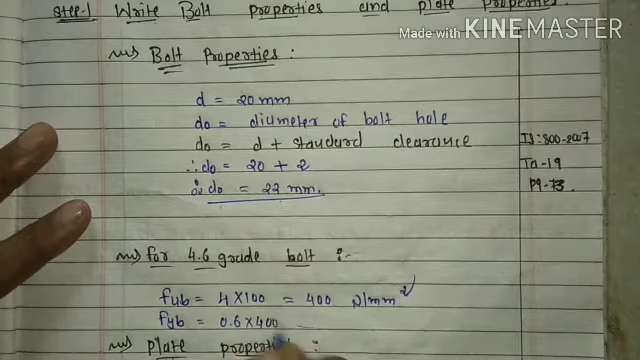 Step-1 Write Bolt properties and plate properties.
Made with KINEMASTER
Bolt Properties :
d = 20 mm
do = diameter of bolt hole
do = d + standard clearance
IS:800-2007
∴ do = 20 + 2
Ta-19
∴ do = 22 mm.
Pg-73.
for 4.6 grade bolt :-
fub = 4 × 100 = 400 N/mm²
fyb = 0.6 × 400
plate properties :